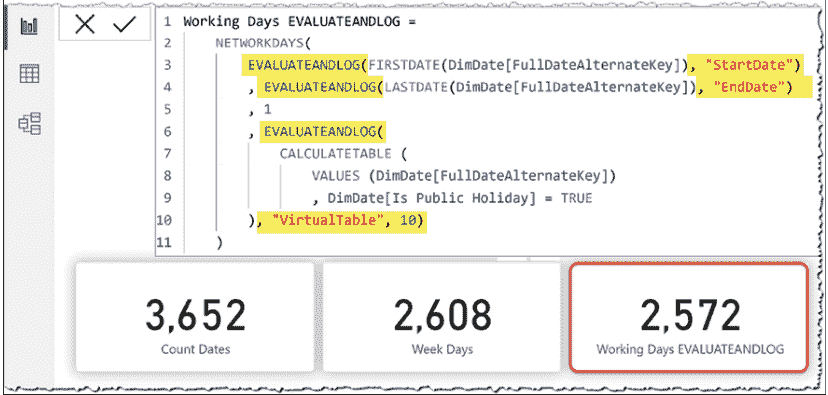 1 Working Days EVALUATEANDLOG =
2 NETWORKDAYS(
3 EVALUATEANDLOG(FIRSTDATE(DimDate[FullDateAlternateKey]), "StartDate")
4 , EVALUATEANDLOG(LASTDATE(DimDate[FullDateAlternateKey]), "EndDate")
5 , 1
6 , EVALUATEANDLOG(
7 CALCULATETABLE (
8 VALUES (DimDate[FullDateAlternateKey])
9 , DimDate[Is Public Holiday] = TRUE
10 ), "VirtualTable", 10)
11 )
3,652
Count Dates
2,608
Week Days
2,572
Working Days EVALUATEANDLOG